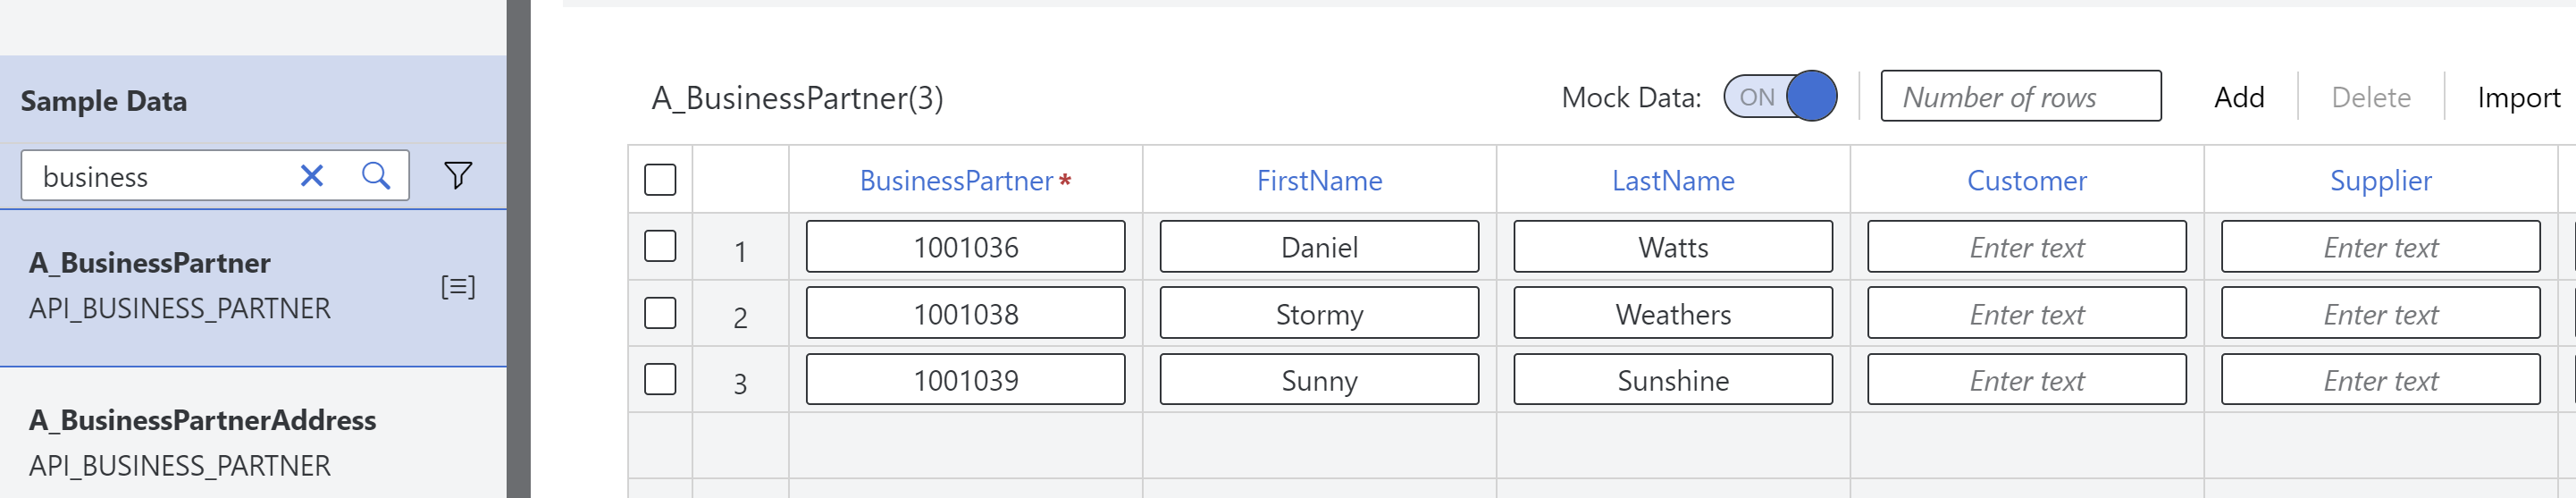 Sample Data
business
A_BusinessPartner
API_BUSINESS_PARTNER
A_BusinessPartnerAddress
API_BUSINESS_PARTNER
A_BusinessPartner(3) Mock Data: ON Number of rows Add Delete Import
BusinessPartner* FirstName LastName Customer Supplier
1 1001036 Daniel Watts Enter text Enter text
2 1001038 Stormy Weathers Enter text Enter text
3 1001039 Sunny Sunshine Enter text Enter text